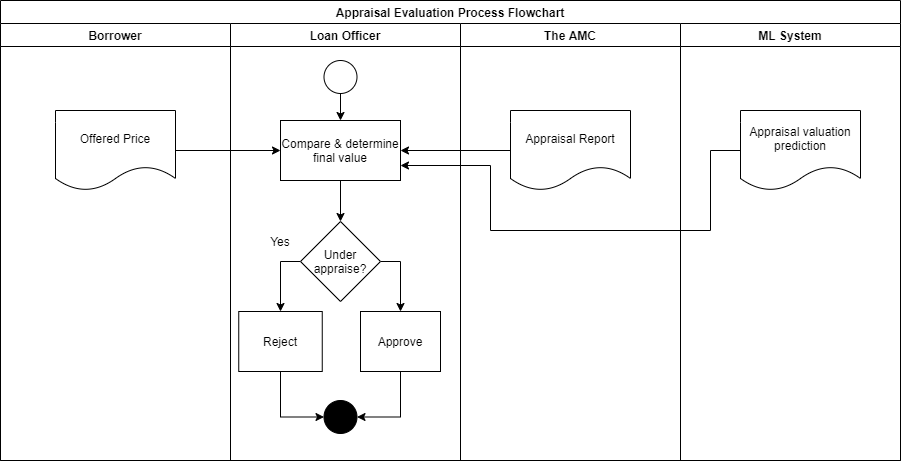 Appraisal Evaluation Process Flowchart
Borrower
Loan Officer
The AMC
ML System
Offered Price
Compare & determine
final value
Appraisal Report
Appraisal valuation
prediction
Yes
Under
appraise?
Reject
Approve